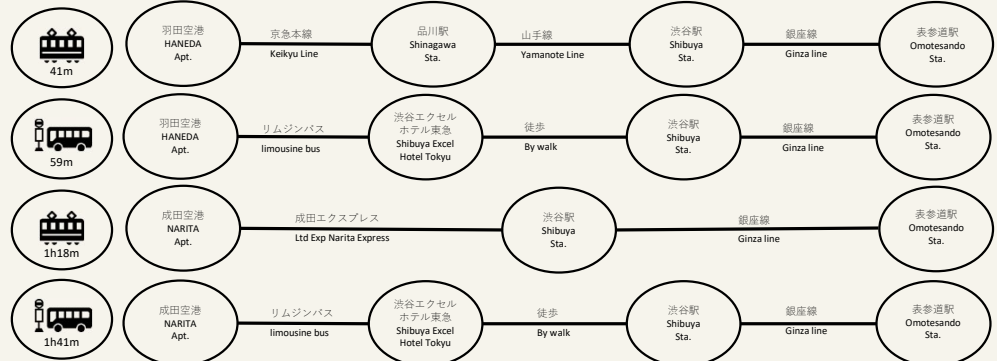 41m
羽田空港
HANEDA
Apt.
京急本線
Keikyu Line
品川駅
Shinagawa
Sta.
山手線
Yamanote Line
渋谷駅
Shibuya
Sta.
銀座線
Ginza line
表参道駅
Omotesando
Sta.
59m
羽田空港
HANEDA
Apt.
リムジンバス
limousine bus
渋谷エクセル
ホテル東急
Shibuya Excel
Hotel Tokyu
徒歩
By walk
渋谷駅
Shibuya
Sta.
銀座線
Ginza line
表参道駅
Omotesando
Sta.
1h18m
成田空港
NARITA
Apt.
成田エクスプレス
Ltd Exp Narita Express
渋谷駅
Shibuya
Sta.
銀座線
Ginza line
表参道駅
Omotesando
Sta.
1h41m
成田空港
NARITA
Apt.
リムジンバス
limousine bus
渋谷エクセル
ホテル東急
Shibuya Excel
Hotel Tokyu
徒歩
By walk
渋谷駅
Shibuya
Sta.
銀座線
Ginza line
表参道駅
Omotesando
Sta.